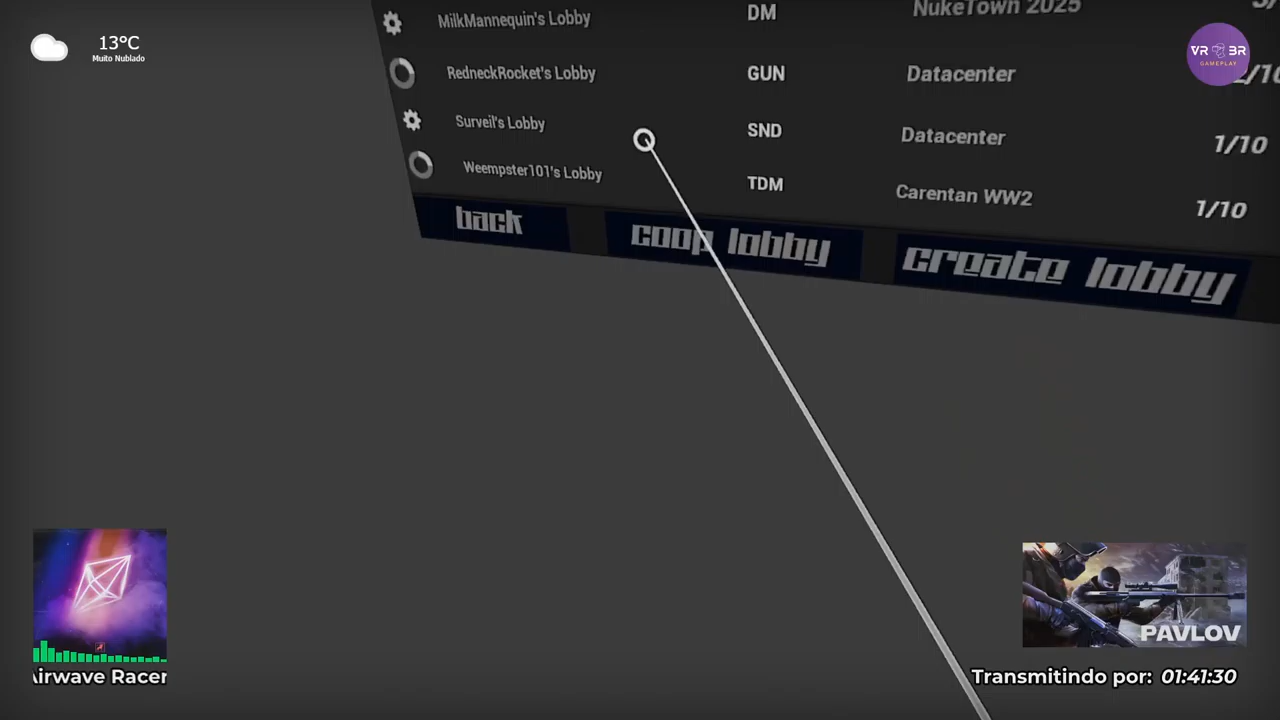 13°C
Muito Nublado
MilkMannequin's Lobby DM NukeTown 2025
RedneckRocket's Lobby GUN Datacenter /10
Surveil's Lobby SND Datacenter 1/10
Weempster101's Lobby TDM Carentan WW2 1/10
back coop lobby create lobby
VR BR
GAMEPLAY
PAVLOV
Airwave Racer
Transmitindo por: 01:41:30